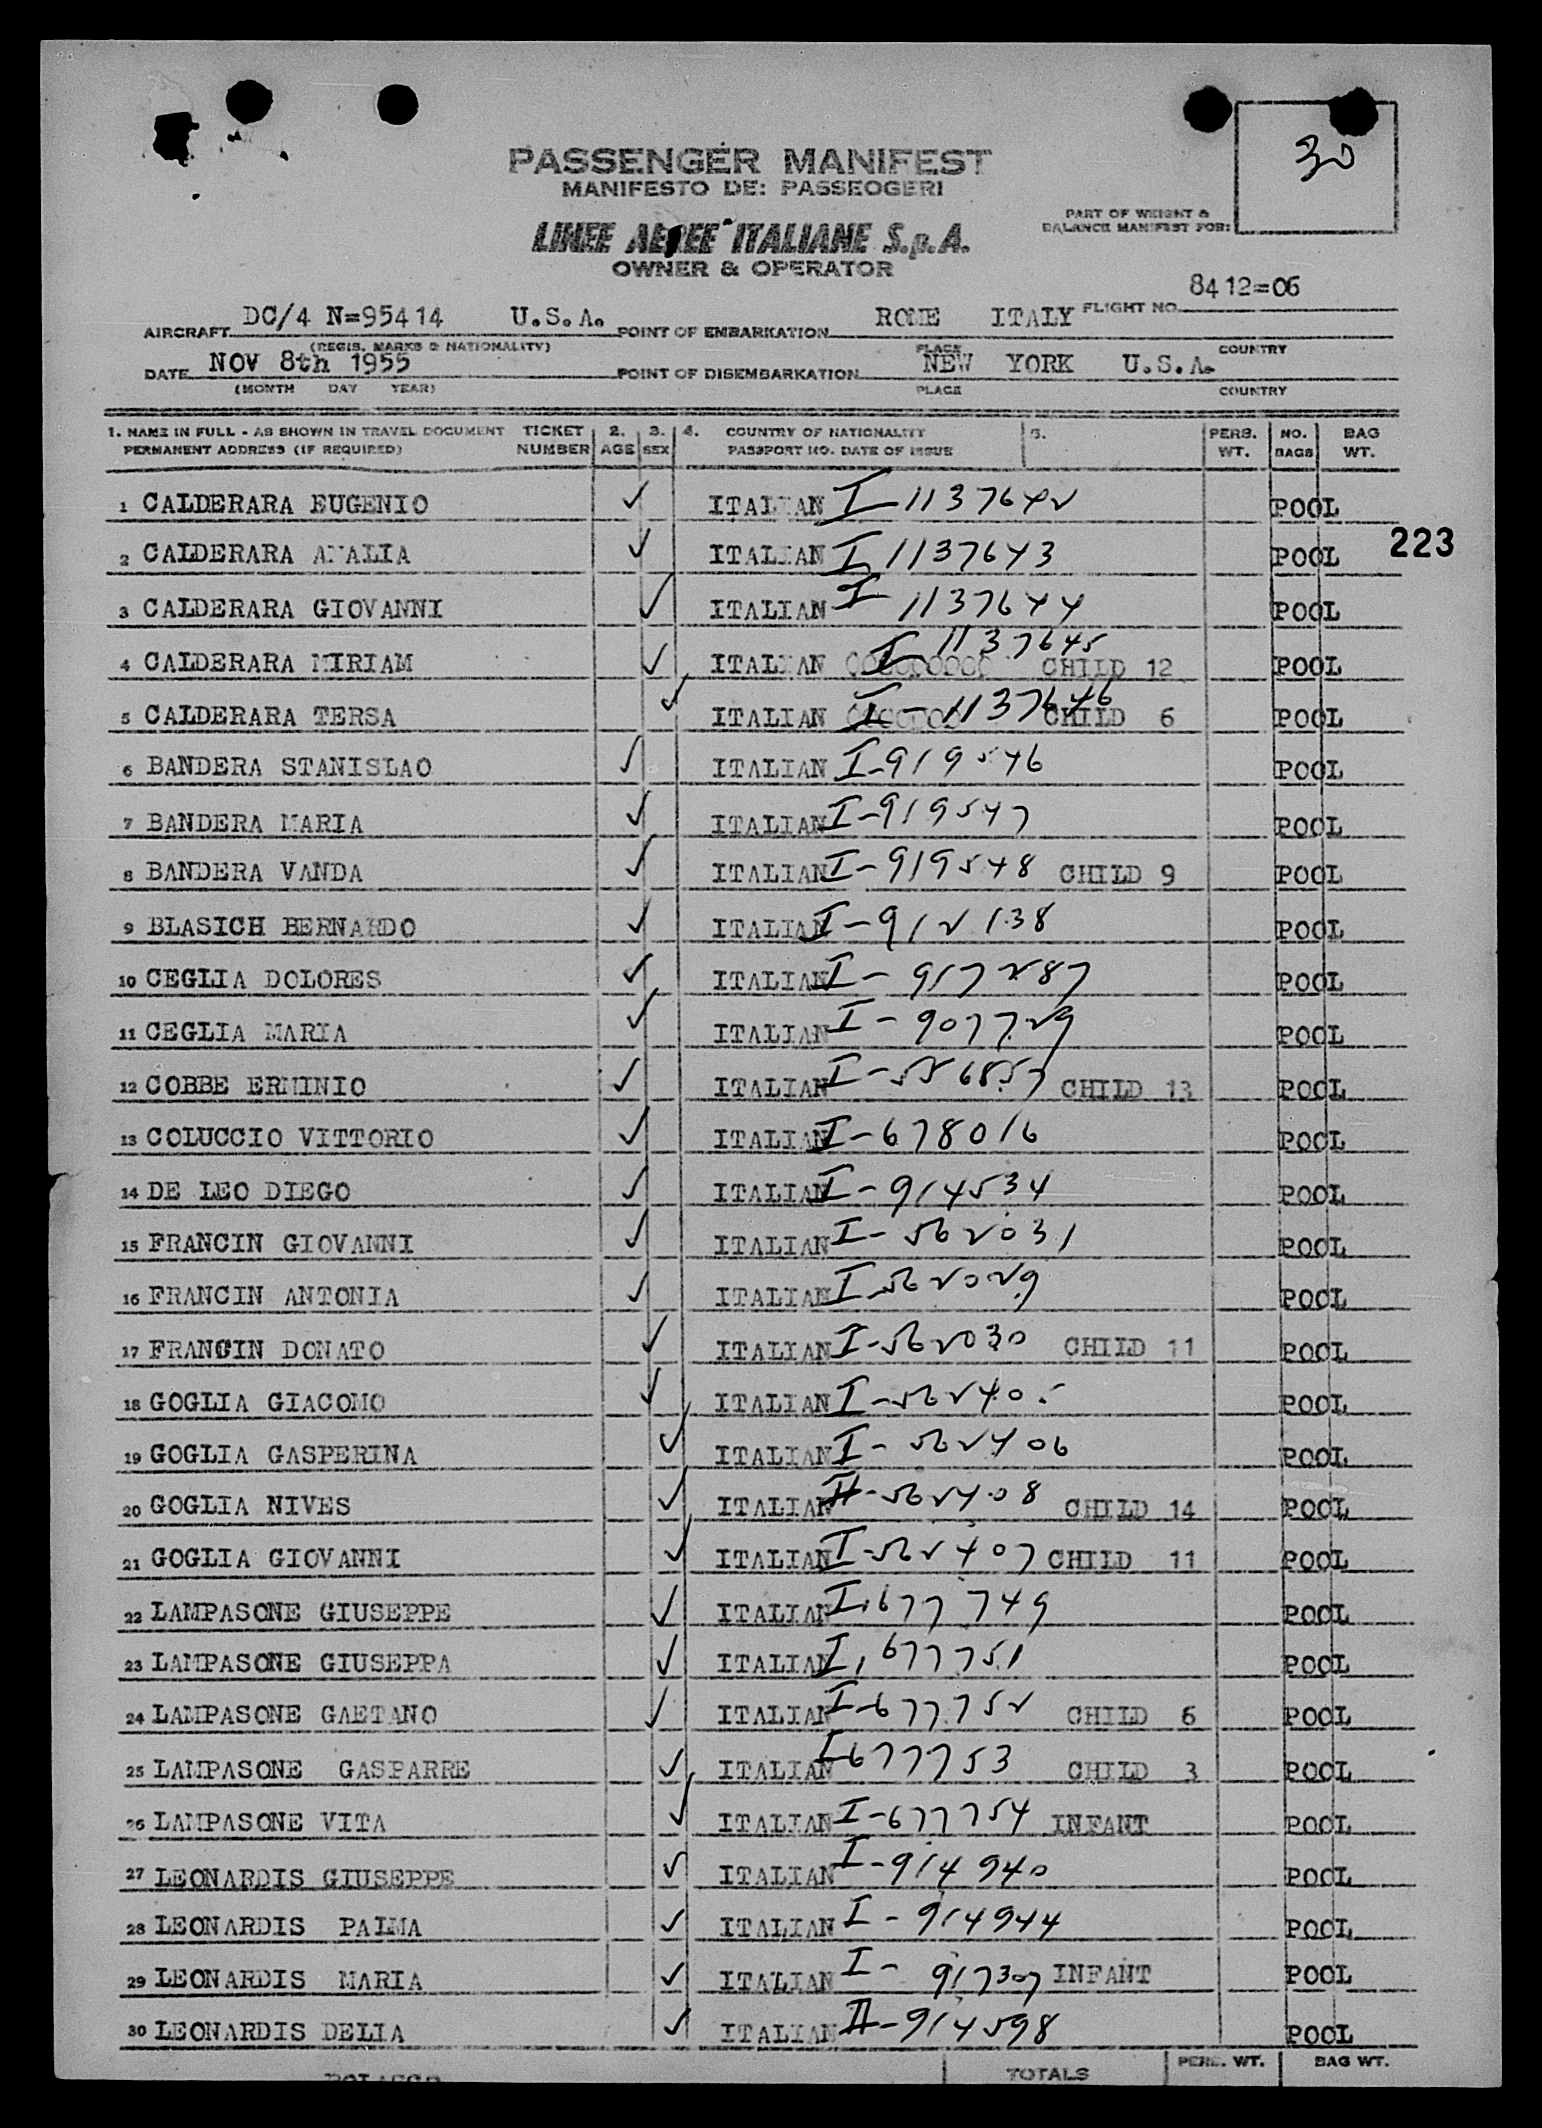 30
PASSENGER MANIFEST
MANIFESTO DE: PASSEOGERI
LINEE AEREE ITALIANE S.p.A.
OWNER & OPERATOR
PART OF WEIGHT &
BALANCE MANIFEST FOR:
AIRCRAFT DC/4 N=95414 U.S.A. POINT OF EMBARKATION ROME ITALY FLIGHT NO. 8412=06
(REGIS. MARKS & NATIONALITY) PLACE COUNTRY
DATE NOV 8th 1955 POINT OF DISEMBARKATION NEW YORK U.S.A.
(MONTH DAY YEAR) PLACE COUNTRY
1. NAME IN FULL - AS SHOWN IN TRAVEL DOCUMENT TICKET 2. 3. 4. COUNTRY OF NATIONALITY 5. PERS. NO. BAG
PERMANENT ADDRESS (IF REQUIRED) NUMBER AGE SEX PASSPORT NO. DATE OF ISSUE WT. BAGS WT.
1 CALDERARA EUGENIO ✓ ITALIAN I-1137642 POOL
2 CALDERARA AMALIA ✓ ITALIAN I 1137643 POOL 223
3 CALDERARA GIOVANNI ✓ ITALIAN I 1137644 POOL
4 CALDERARA MIRIAM ✓ ITALIAN I-1137645 CHILD 12 POOL
5 CALDERARA TERSA ✓ ITALIAN I-1137646 CHILD 6 POOL
6 BANDERA STANISLAO ✓ ITALIAN I-919546 POOL
7 BANDERA MARIA ✓ ITALIAN I-919547 POOL
8 BANDERA VANDA ✓ ITALIAN I-919548 CHILD 9 POOL
9 BLASICH BERNARDO ✓ ITALIAN I-912138 POOL
10 CEGLIA DOLORES ✓ ITALIAN I-917287 POOL
11 CEGLIA MARIA ✓ ITALIAN I-907729 POOL
12 COBBE ERMINIO ✓ ITALIAN I-556857 CHILD 13 POOL
13 COLUCCIO VITTORIO ✓ ITALIAN I-678016 POOL
14 DE LEO DIEGO ✓ ITALIAN I-914534 POOL
15 FRANCIN GIOVANNI ✓ ITALIAN I-562031 POOL
16 FRANCIN ANTONIA ✓ ITALIAN I-562029 POOL
17 FRANCIN DONATO ✓ ITALIAN I-562030 CHILD 11 POOL
18 GOGLIA GIACOMO ✓ ITALIAN I-562405 POOL
19 GOGLIA GASPERINA ✓ ITALIAN I-562406 POOL
20 GOGLIA NIVES ✓ ITALIAN I-562408 CHILD 14 POOL
21 GOGLIA GIOVANNI ✓ ITALIAN I-562407 CHILD 11 POOL
22 LAMPASONE GIUSEPPE ✓ ITALIAN I-677749 POOL
23 LAMPASONE GIUSEPPA ✓ ITALIAN I, 677751 POOL
24 LAMPASONE GAETANO ✓ ITALIAN I-677752 CHILD 6 POOL
25 LAMPASONE GASPARRE ✓ ITALIAN I-677753 CHILD 3 POOL
26 LAMPASONE VITA ✓ ITALIAN I-677754 INFANT POOL
27 LEONARDIS GIUSEPPE ✓ ITALIAN I-914940 POOL
28 LEONARDIS PALMA ✓ ITALIAN I-914944 POOL
29 LEONARDIS MARIA ✓ ITALIAN I-917307 INFANT POOL
30 LEONARDIS DELIA ✓ ITALIAN I-914598 POOL
TOTALS PERS. WT. BAG WT.